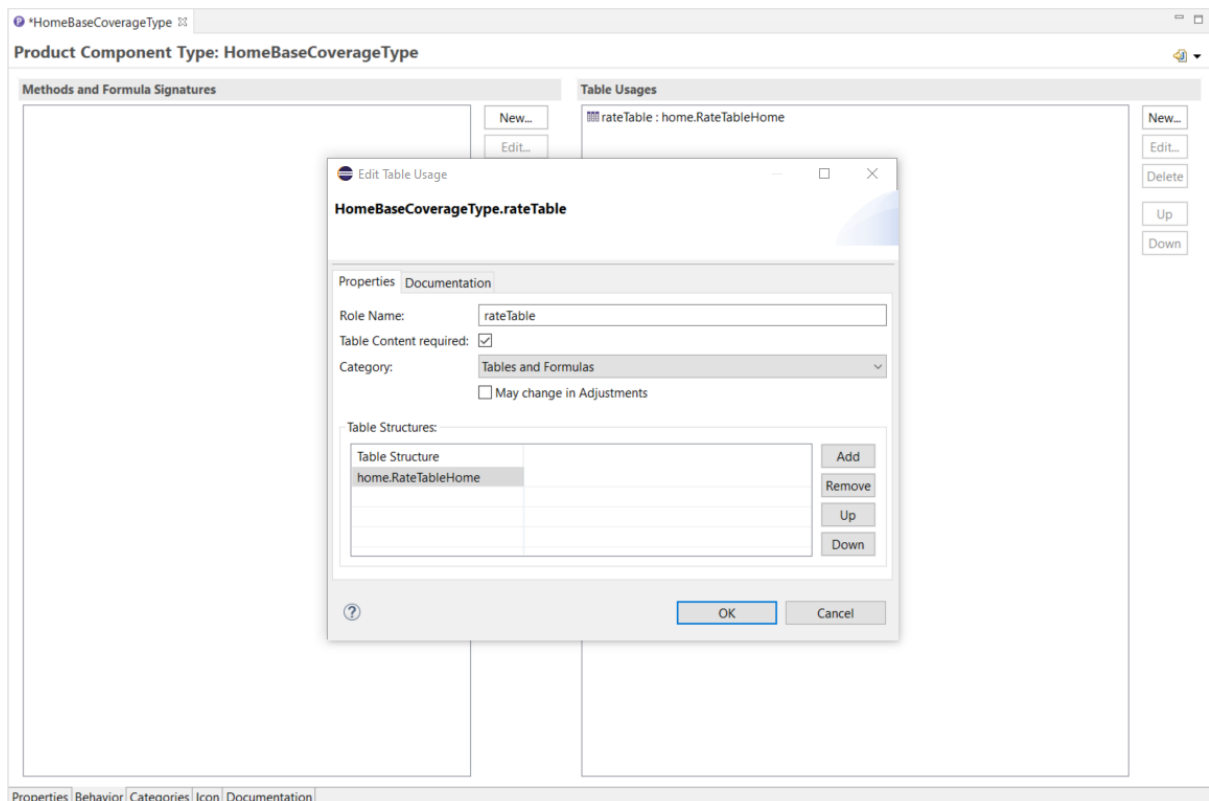 *HomeBaseCoverageType
Product Component Type: HomeBaseCoverageType
Methods and Formula Signatures
New...
Edit...
Table Usages
rateTable : home.RateTableHome
New...
Edit...
Delete
Up
Down
Edit Table Usage
HomeBaseCoverageType.rateTable
Properties Documentation
Role Name: rateTable
Table Content required:
Category: Tables and Formulas
May change in Adjustments
Table Structures:
Table Structure
home.RateTableHome
Add
Remove
Up
Down
OK Cancel
Properties Behavior Categories Icon Documentation